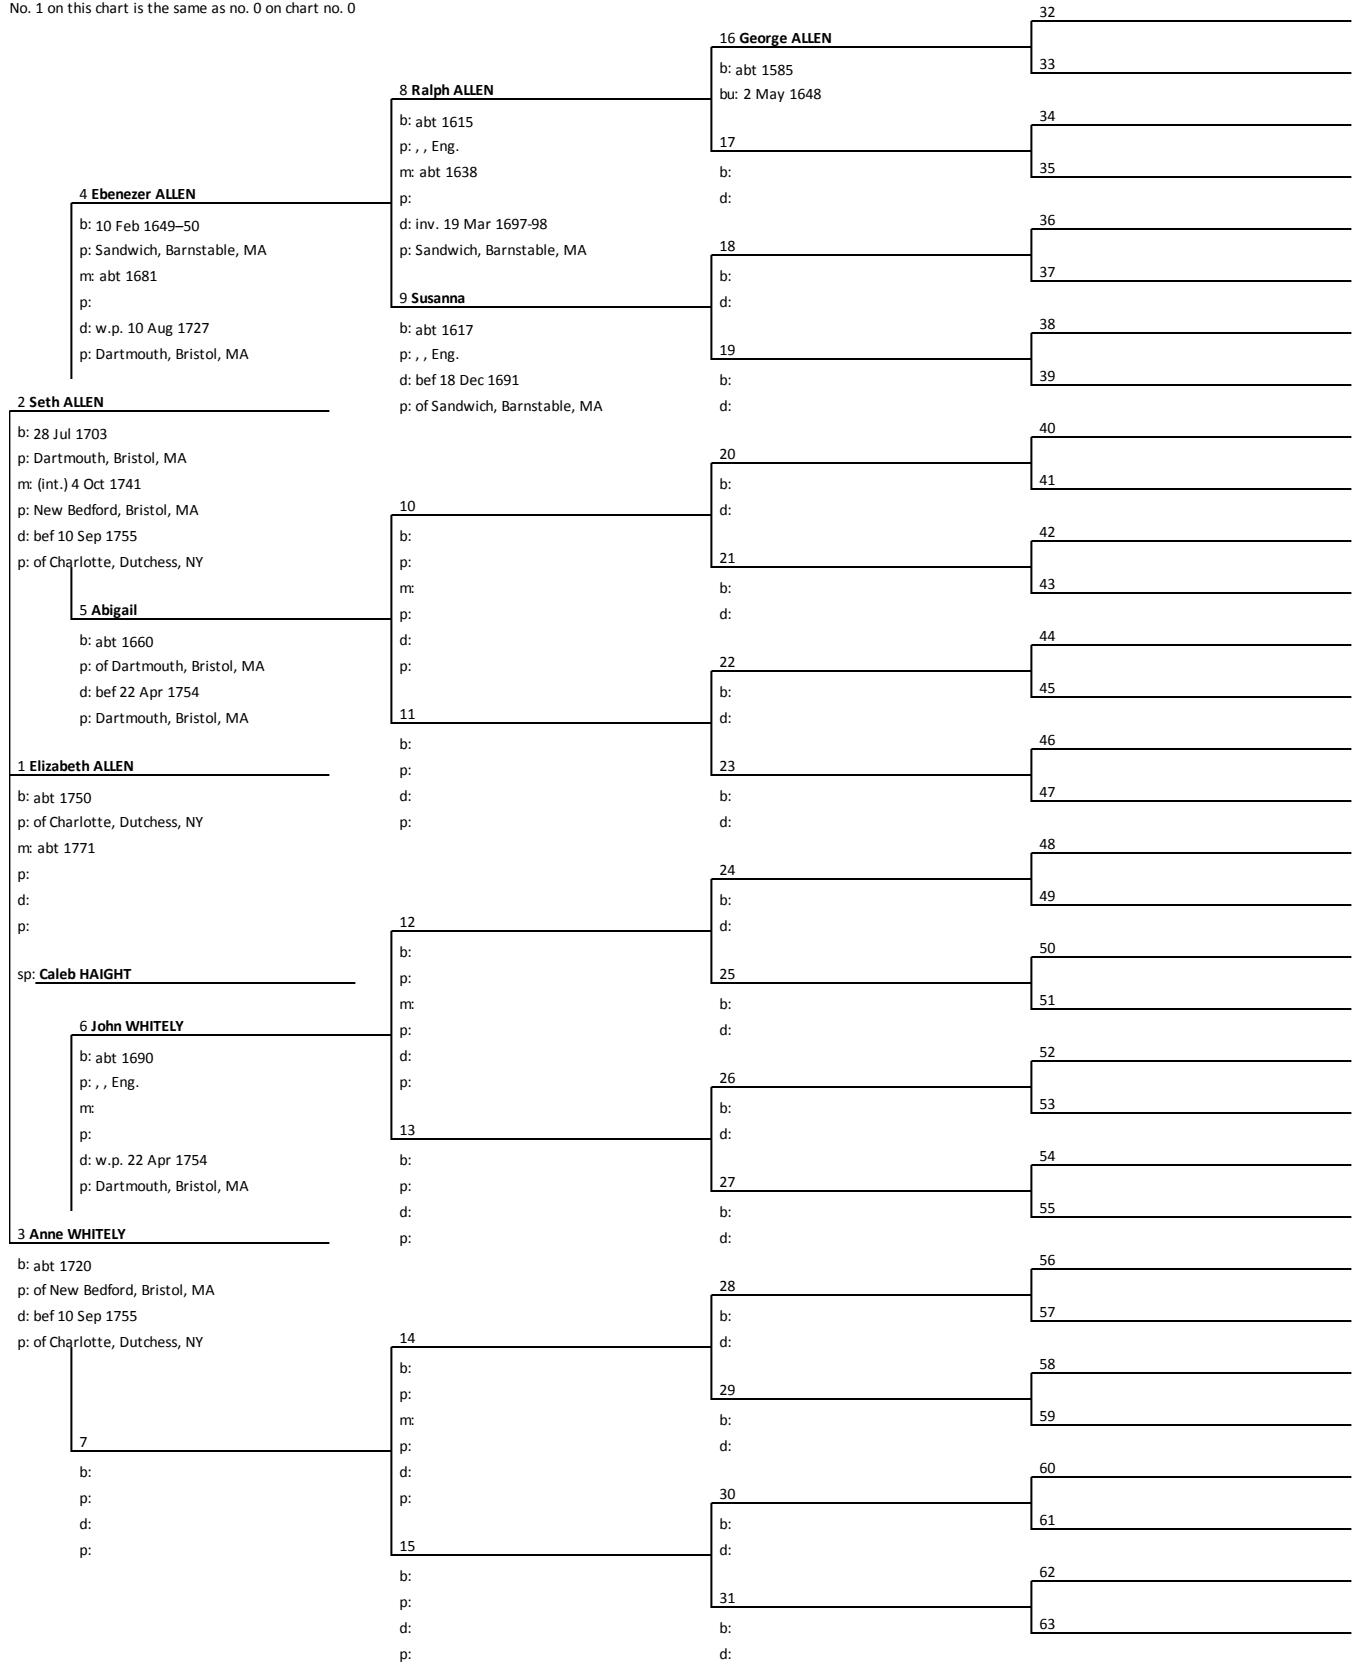 No. 1 on this chart is the same as no. 0 on chart no. 0
4 Ebenezer ALLEN
b: 10 Feb 1649–50
p: Sandwich, Barnstable, MA
m: abt 1681
p:
d: w.p. 10 Aug 1727
p: Dartmouth, Bristol, MA
2 Seth ALLEN
b: 28 Jul 1703
p: Dartmouth, Bristol, MA
m: (int.) 4 Oct 1741
p: New Bedford, Bristol, MA
d: bef 10 Sep 1755
p: of Charlotte, Dutchess, NY
5 Abigail
b: abt 1660
p: of Dartmouth, Bristol, MA
d: bef 22 Apr 1754
p: Dartmouth, Bristol, MA
1 Elizabeth ALLEN
b: abt 1750
p: of Charlotte, Dutchess, NY
m: abt 1771
p:
d:
p:
sp: Caleb HAIGHT
6 John WHITELY
b: abt 1690
p: , , Eng.
m:
p:
d: w.p. 22 Apr 1754
p: Dartmouth, Bristol, MA
3 Anne WHITELY
b: abt 1720
p: of New Bedford, Bristol, MA
d: bef 10 Sep 1755
p: of Charlotte, Dutchess, NY
7
b:
p:
d:
p:
8 Ralph ALLEN
b: abt 1615
p: , , Eng.
m: abt 1638
p:
d: inv. 19 Mar 1697-98
p: Sandwich, Barnstable, MA
9 Susanna
b: abt 1617
p: , , Eng.
d: bef 18 Dec 1691
p: of Sandwich, Barnstable, MA
10
b:
p:
m:
p:
d:
p:
11
b:
p:
d:
p:
12
b:
p:
m:
p:
d:
p:
13
b:
p:
d:
p:
14
b:
p:
m:
p:
d:
p:
15
b:
p:
d:
p:
16 George ALLEN
b: abt 1585
bu: 2 May 1648
17
b:
d:
18
b:
d:
19
b:
d:
20
b:
d:
21
b:
d:
22
b:
d:
23
b:
d:
24
b:
d:
25
b:
d:
26
b:
d:
27
b:
d:
28
b:
d:
29
b:
d:
30
b:
d:
31
b:
d:
32
33
34
35
36
37
38
39
40
41
42
43
44
45
46
47
48
49
50
51
52
53
54
55
56
57
58
59
60
61
62
63